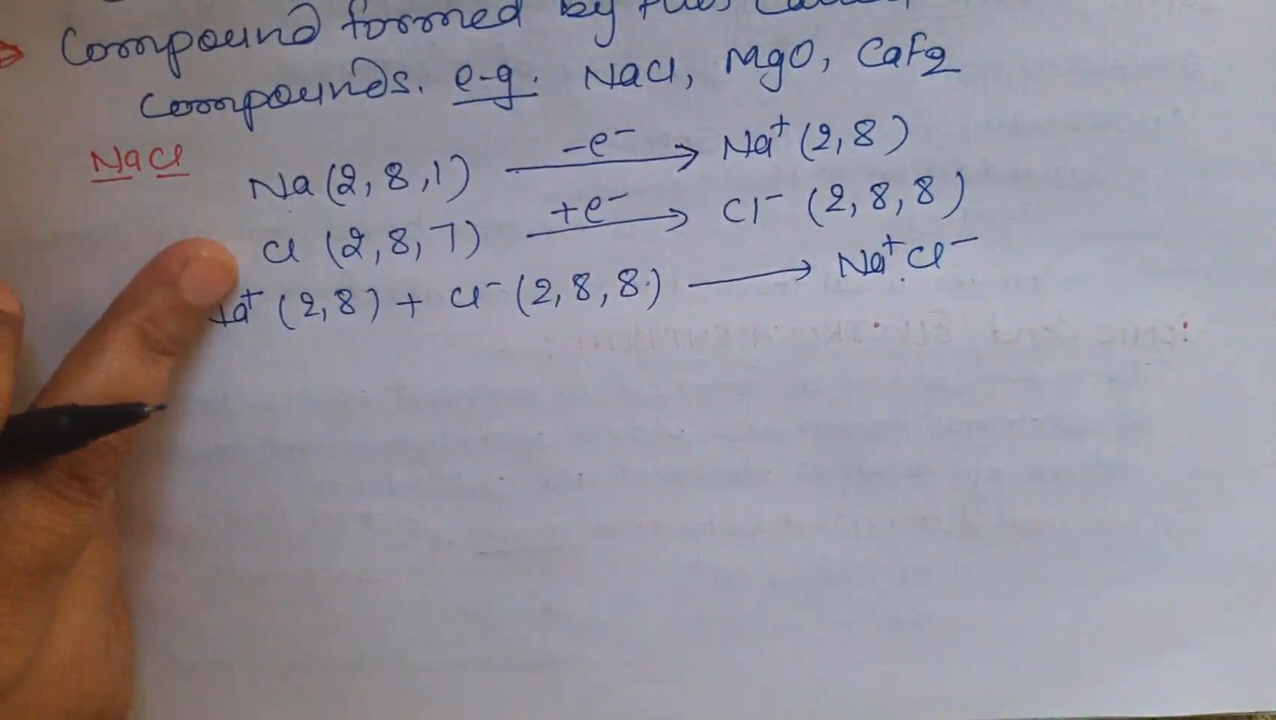 Compound formed by this
compounds. e.g. NaCl, MgO, CaF2
NaCl
Na (2,8,1) -e⁻ → Na⁺ (2,8)
Cl (2,8,7) +e⁻ → Cl⁻ (2,8,8)
Na⁺ (2,8) + Cl⁻ (2,8,8) → Na⁺Cl⁻